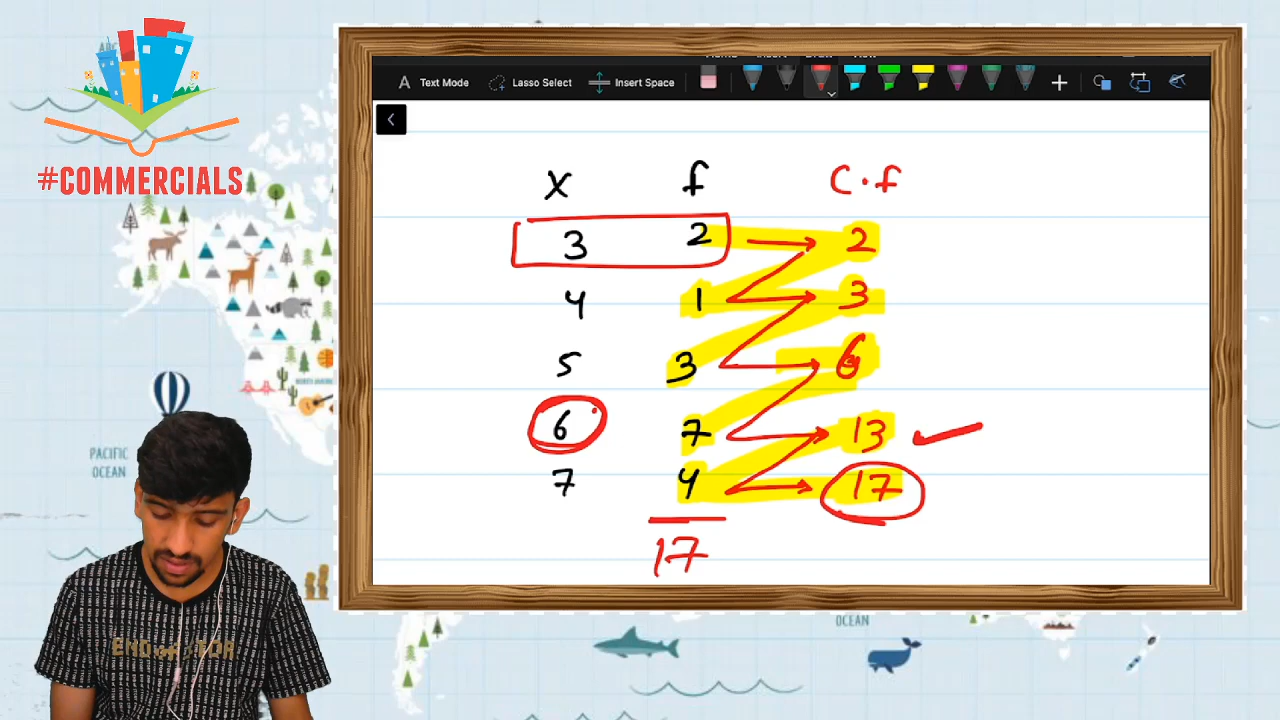 #COMMERCIALS
Text Mode
Lasso Select
Insert Space
x f C.f
3 2 2
4 1 3
5 3 6
6 7 13
7 4 17
17
PACIFIC
OCEAN
OCEAN